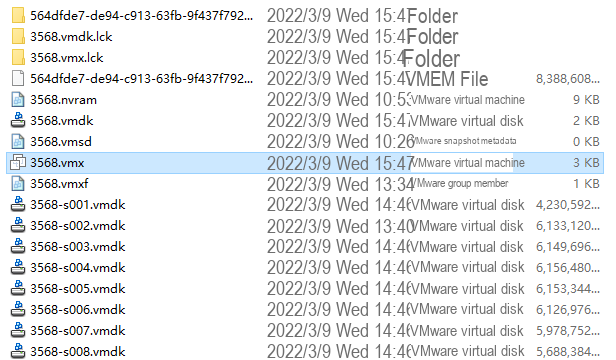 564dfde7-de94-c913-63fb-9f437f792... 2022/3/9 Wed 15:4 Folder
3568.vmdk.lck 2022/3/9 Wed 15:4 Folder
3568.vmx.lck 2022/3/9 Wed 15:4 Folder
564dfde7-de94-c913-63fb-9f437f792... 2022/3/9 Wed 15:4 VMEM File 8,388,608...
3568.nvram 2022/3/9 Wed 10:53 VMware virtual machine 9 KB
3568.vmdk 2022/3/9 Wed 15:47 VMware virtual disk 2 KB
3568.vmsd 2022/3/9 Wed 10:26 VMware snapshot metadata 0 KB
3568.vmx 2022/3/9 Wed 15:47 VMware virtual machine 3 KB
3568.vmxf 2022/3/9 Wed 13:34 VMware group member 1 KB
3568-s001.vmdk 2022/3/9 Wed 14:46 VMware virtual disk 4,230,592...
3568-s002.vmdk 2022/3/9 Wed 13:40 VMware virtual disk 6,133,120...
3568-s003.vmdk 2022/3/9 Wed 14:46 VMware virtual disk 6,149,696...
3568-s004.vmdk 2022/3/9 Wed 14:46 VMware virtual disk 6,156,480...
3568-s005.vmdk 2022/3/9 Wed 14:46 VMware virtual disk 6,153,344...
3568-s006.vmdk 2022/3/9 Wed 14:46 VMware virtual disk 6,126,976...
3568-s007.vmdk 2022/3/9 Wed 14:46 VMware virtual disk 5,978,752...
3568-s008.vmdk 2022/3/9 Wed 14:46 VMware virtual disk 5,688,384...